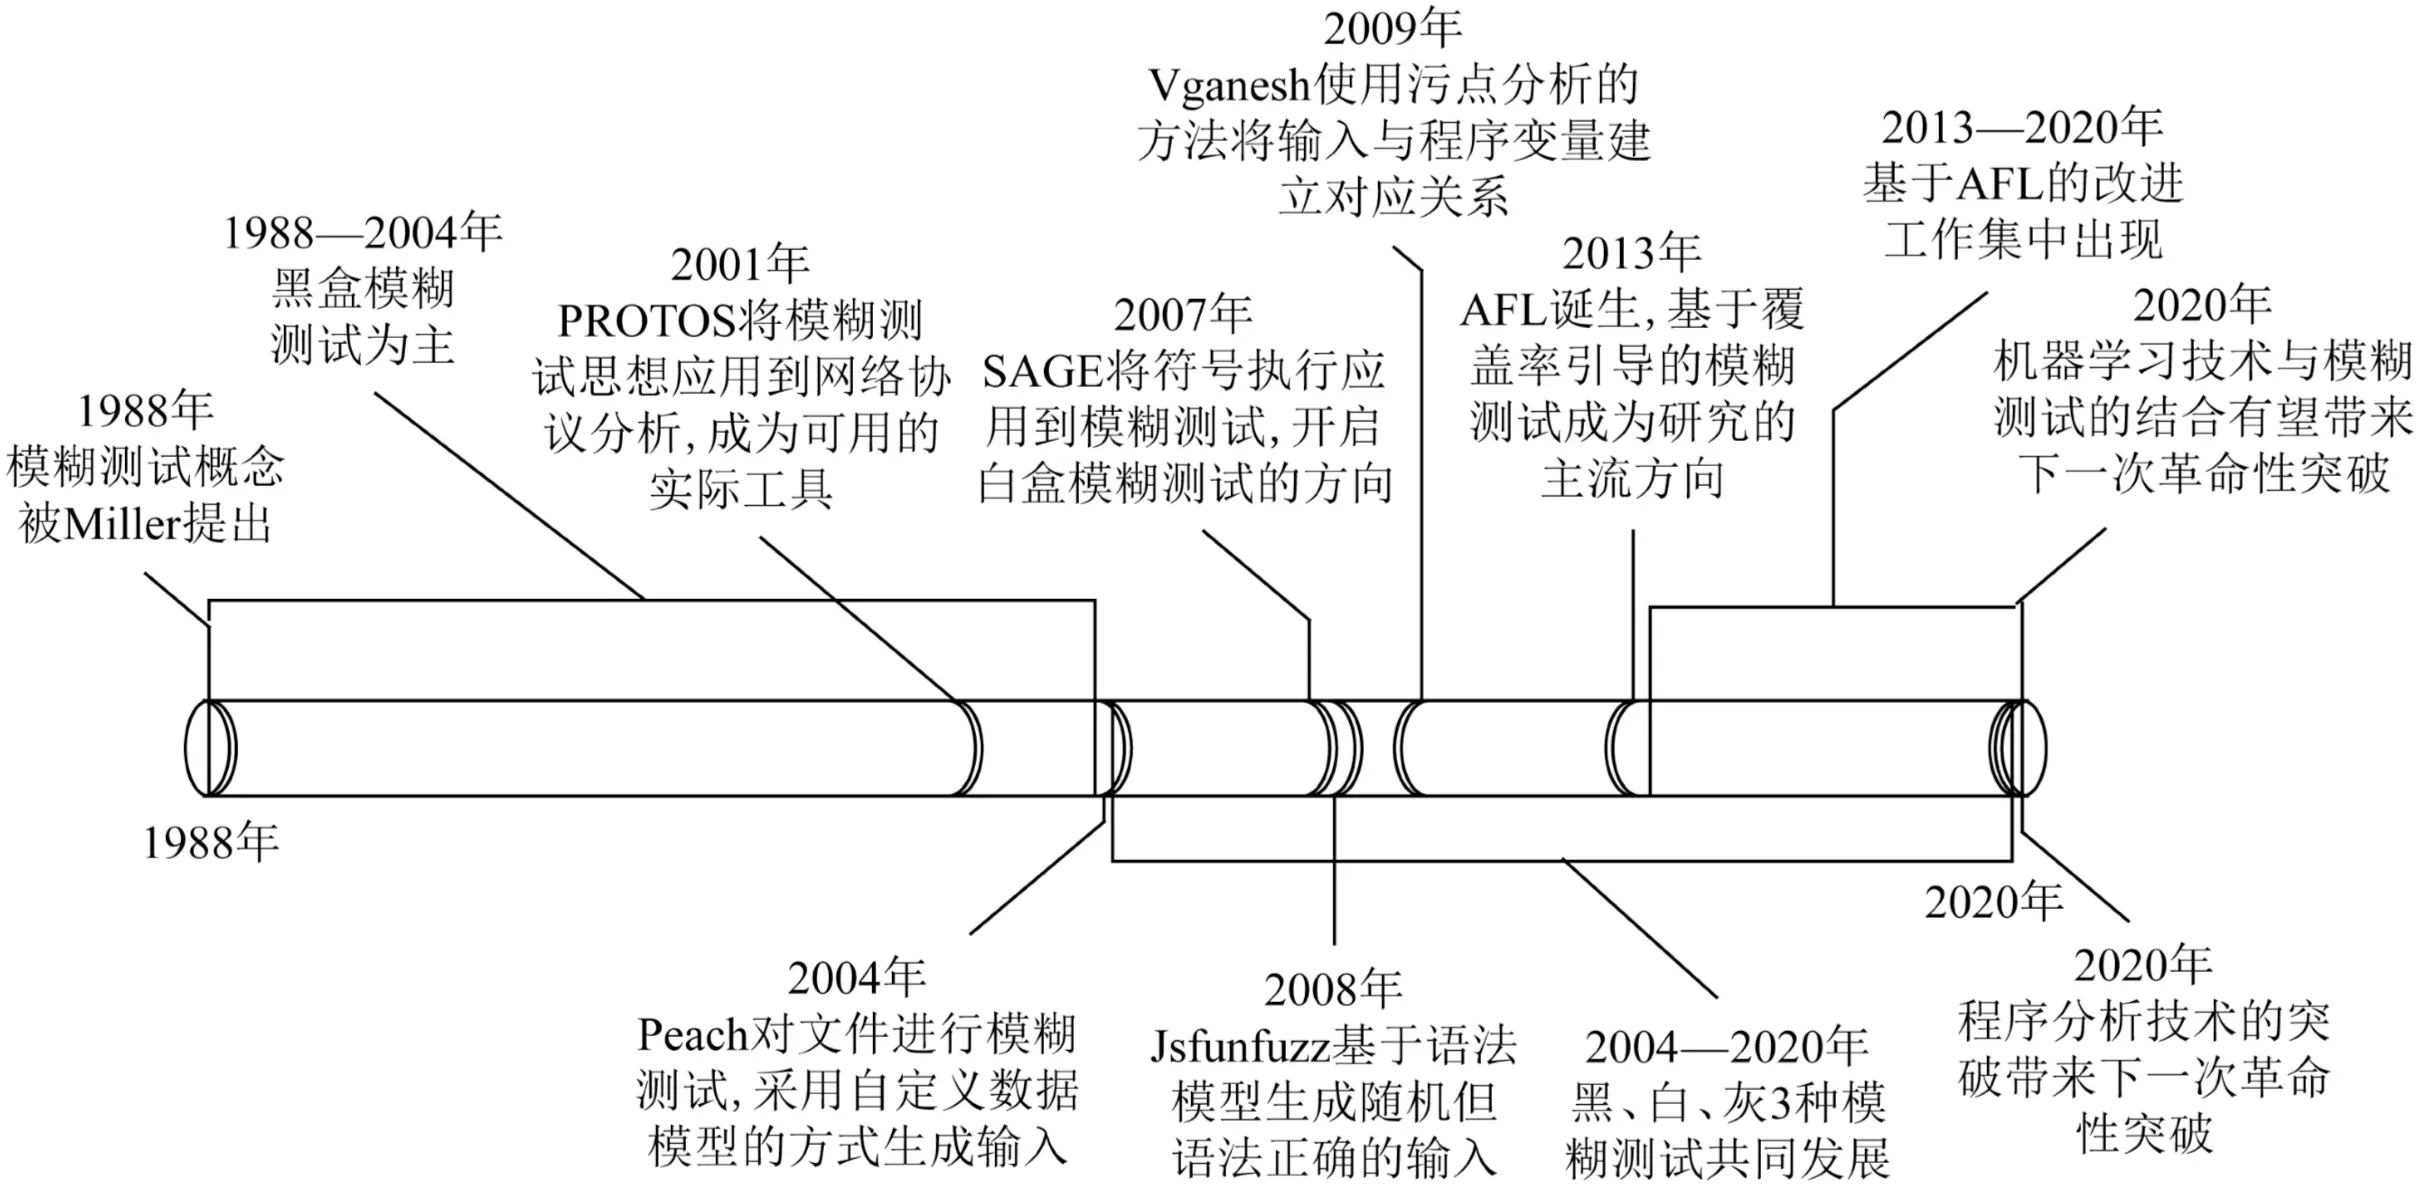 1988年
模糊测试概念
被Miller提出
1988—2004年
黑盒模糊
测试为主
2001年
PROTOS将模糊测
试思想应用到网络协
议分析,成为可用的
实际工具
2007年
SAGE将符号执行应
用到模糊测试,开启
白盒模糊测试的方向
2009年
Vganesh使用污点分析的
方法将输入与程序变量建
立对应关系
2013年
AFL诞生,基于覆
盖率引导的模糊
测试成为研究的
主流方向
2013—2020年
基于AFL的改进
工作集中出现
2020年
机器学习技术与模糊
测试的结合有望带来
下一次革命性突破
1988年
2020年
2004年
Peach对文件进行模糊
测试,采用自定义数据
模型的方式生成输入
2008年
Jsfunfuzz基于语法
模型生成随机但
语法正确的输入
2004—2020年
黑、白、灰3种模
糊测试共同发展
2020年
程序分析技术的突
破带来下一次革命
性突破